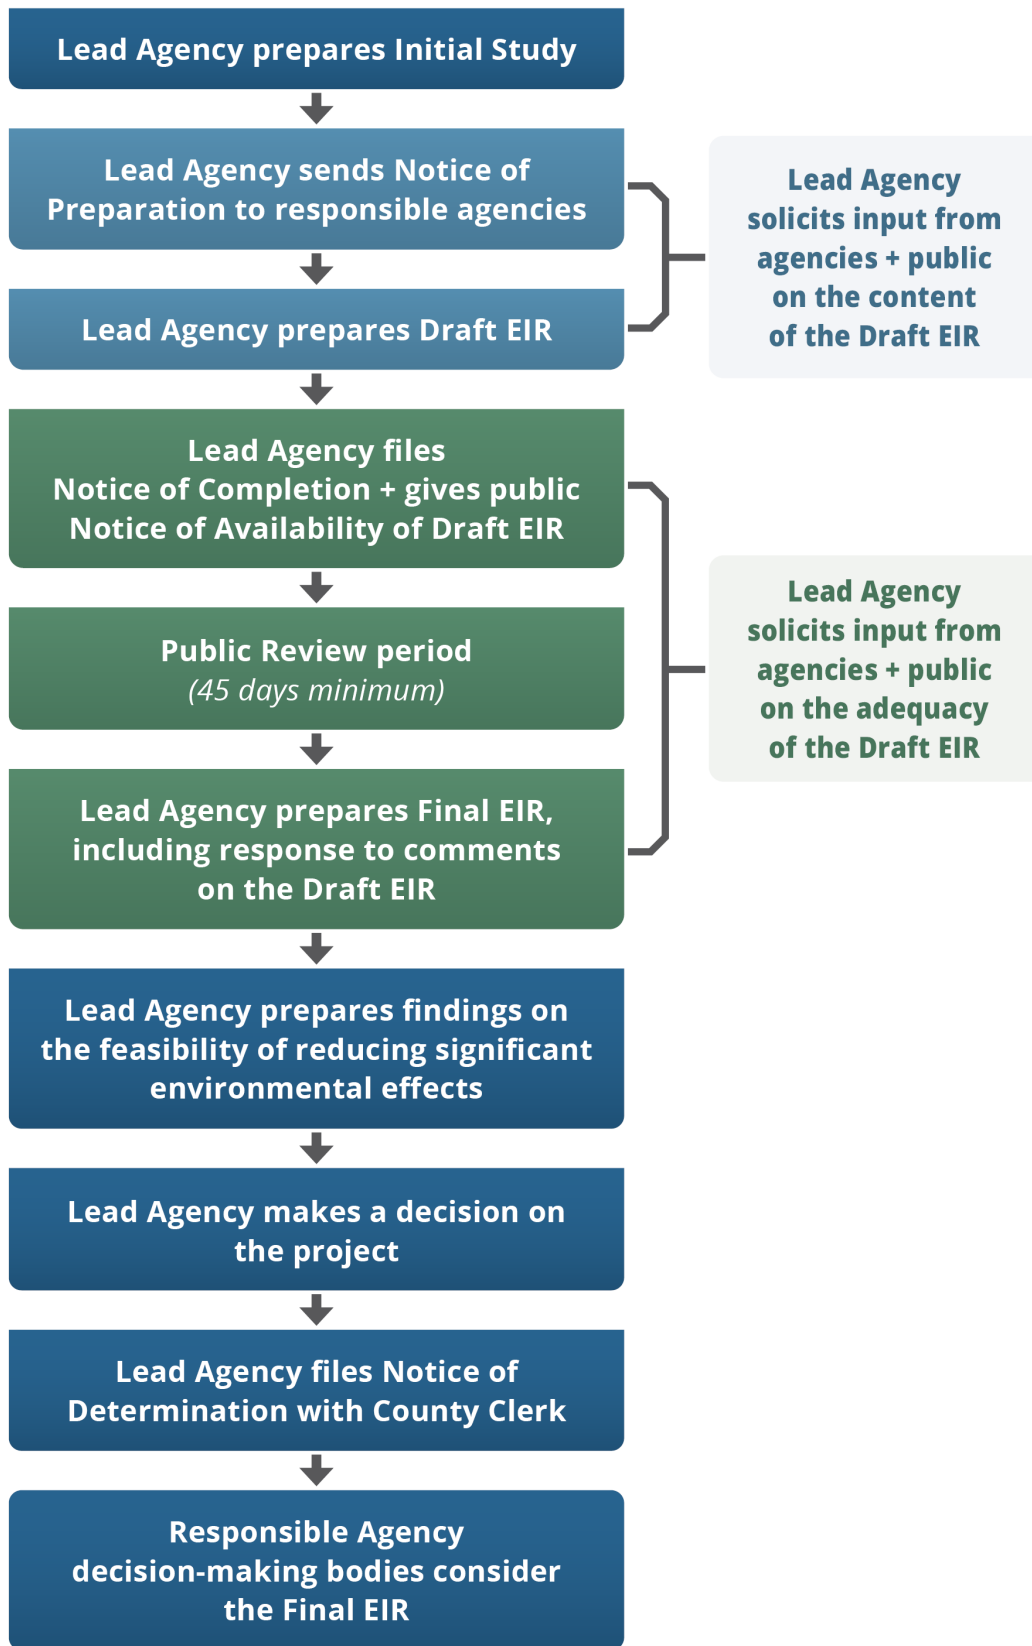 Lead Agency prepares Initial Study
Lead Agency sends Notice of
Preparation to responsible agencies
Lead Agency prepares Draft EIR
Lead Agency
solicits input from
agencies + public
on the content
of the Draft EIR
Lead Agency files
Notice of Completion + gives public
Notice of Availability of Draft EIR
Public Review period
(45 days minimum)
Lead Agency prepares Final EIR,
including response to comments
on the Draft EIR
Lead Agency
solicits input from
agencies + public
on the adequacy
of the Draft EIR
Lead Agency prepares findings on
the feasibility of reducing significant
environmental effects
Lead Agency makes a decision on
the project
Lead Agency files Notice of
Determination with County Clerk
Responsible Agency
decision-making bodies consider
the Final EIR